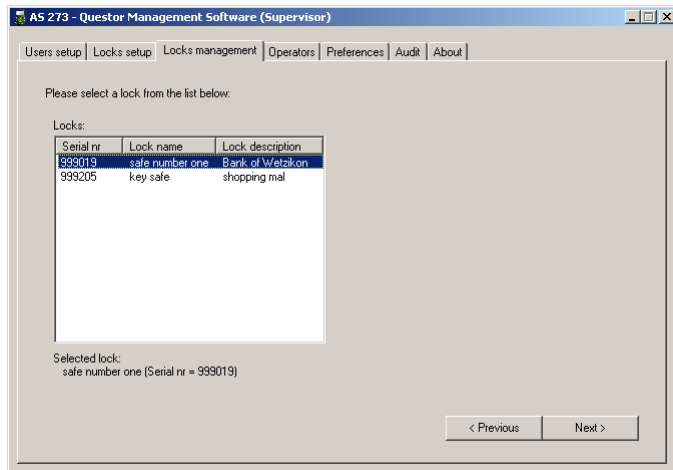 AS 273 - Questor Management Software (Supervisor)
Users setup Locks setup Locks management Operators Preferences Audit About
Please select a lock from the list below:
Locks:
Serial nr Lock name Lock description
999019 safe number one Bank of Wetzikon
999205 key safe shopping mal
Selected lock:
safe number one (Serial nr = 999019)
< Previous Next >